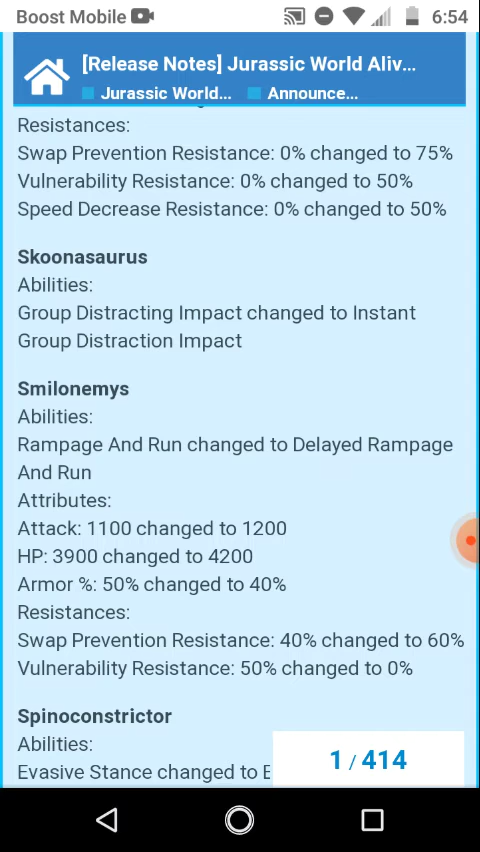 Boost Mobile 6:54
[Release Notes] Jurassic World Aliv...
Jurassic World... Announce...
Resistances:
Swap Prevention Resistance: 0% changed to 75%
Vulnerability Resistance: 0% changed to 50%
Speed Decrease Resistance: 0% changed to 50%
Skoonasaurus
Abilities:
Group Distracting Impact changed to Instant
Group Distraction Impact
Smilonemys
Abilities:
Rampage And Run changed to Delayed Rampage
And Run
Attributes:
Attack: 1100 changed to 1200
HP: 3900 changed to 4200
Armor %: 50% changed to 40%
Resistances:
Swap Prevention Resistance: 40% changed to 60%
Vulnerability Resistance: 50% changed to 0%
Spinoconstrictor
Abilities:
Evasive Stance changed to
1 / 414